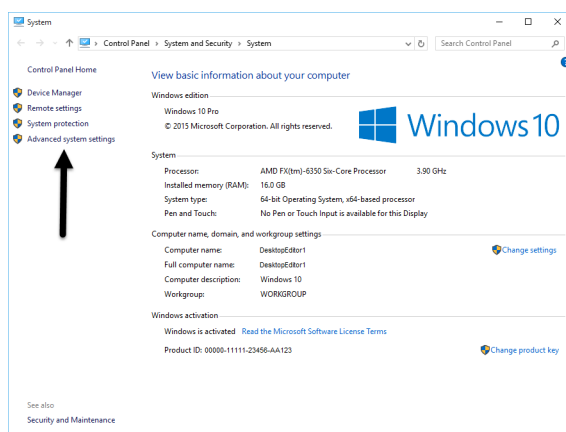 System
Control Panel > System and Security > System
Search Control Panel
Control Panel Home
Device Manager
Remote settings
System protection
Advanced system settings
View basic information about your computer
Windows edition
Windows 10 Pro
© 2015 Microsoft Corporation. All rights reserved.
Windows 10
System
Processor: AMD FX(tm)-6350 Six-Core Processor 3.90 GHz
Installed memory (RAM): 16.0 GB
System type: 64-bit Operating System, x64-based processor
Pen and Touch: No Pen or Touch Input is available for this Display
Computer name, domain, and workgroup settings
Computer name: DesktopEditor1
Change settings
Full computer name: DesktopEditor1
Computer description: Windows 10
Workgroup: WORKGROUP
Windows activation
Windows is activated Read the Microsoft Software License Terms
Product ID: 00000-11111-23456-AA123
Change product key
See also
Security and Maintenance